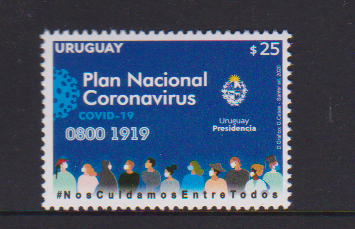 URUGUAY
$25
Plan Nacional
Coronavirus
COVID-19
0800 1919
Uruguay
Presidencia
#NosCuidamosEntreTodos